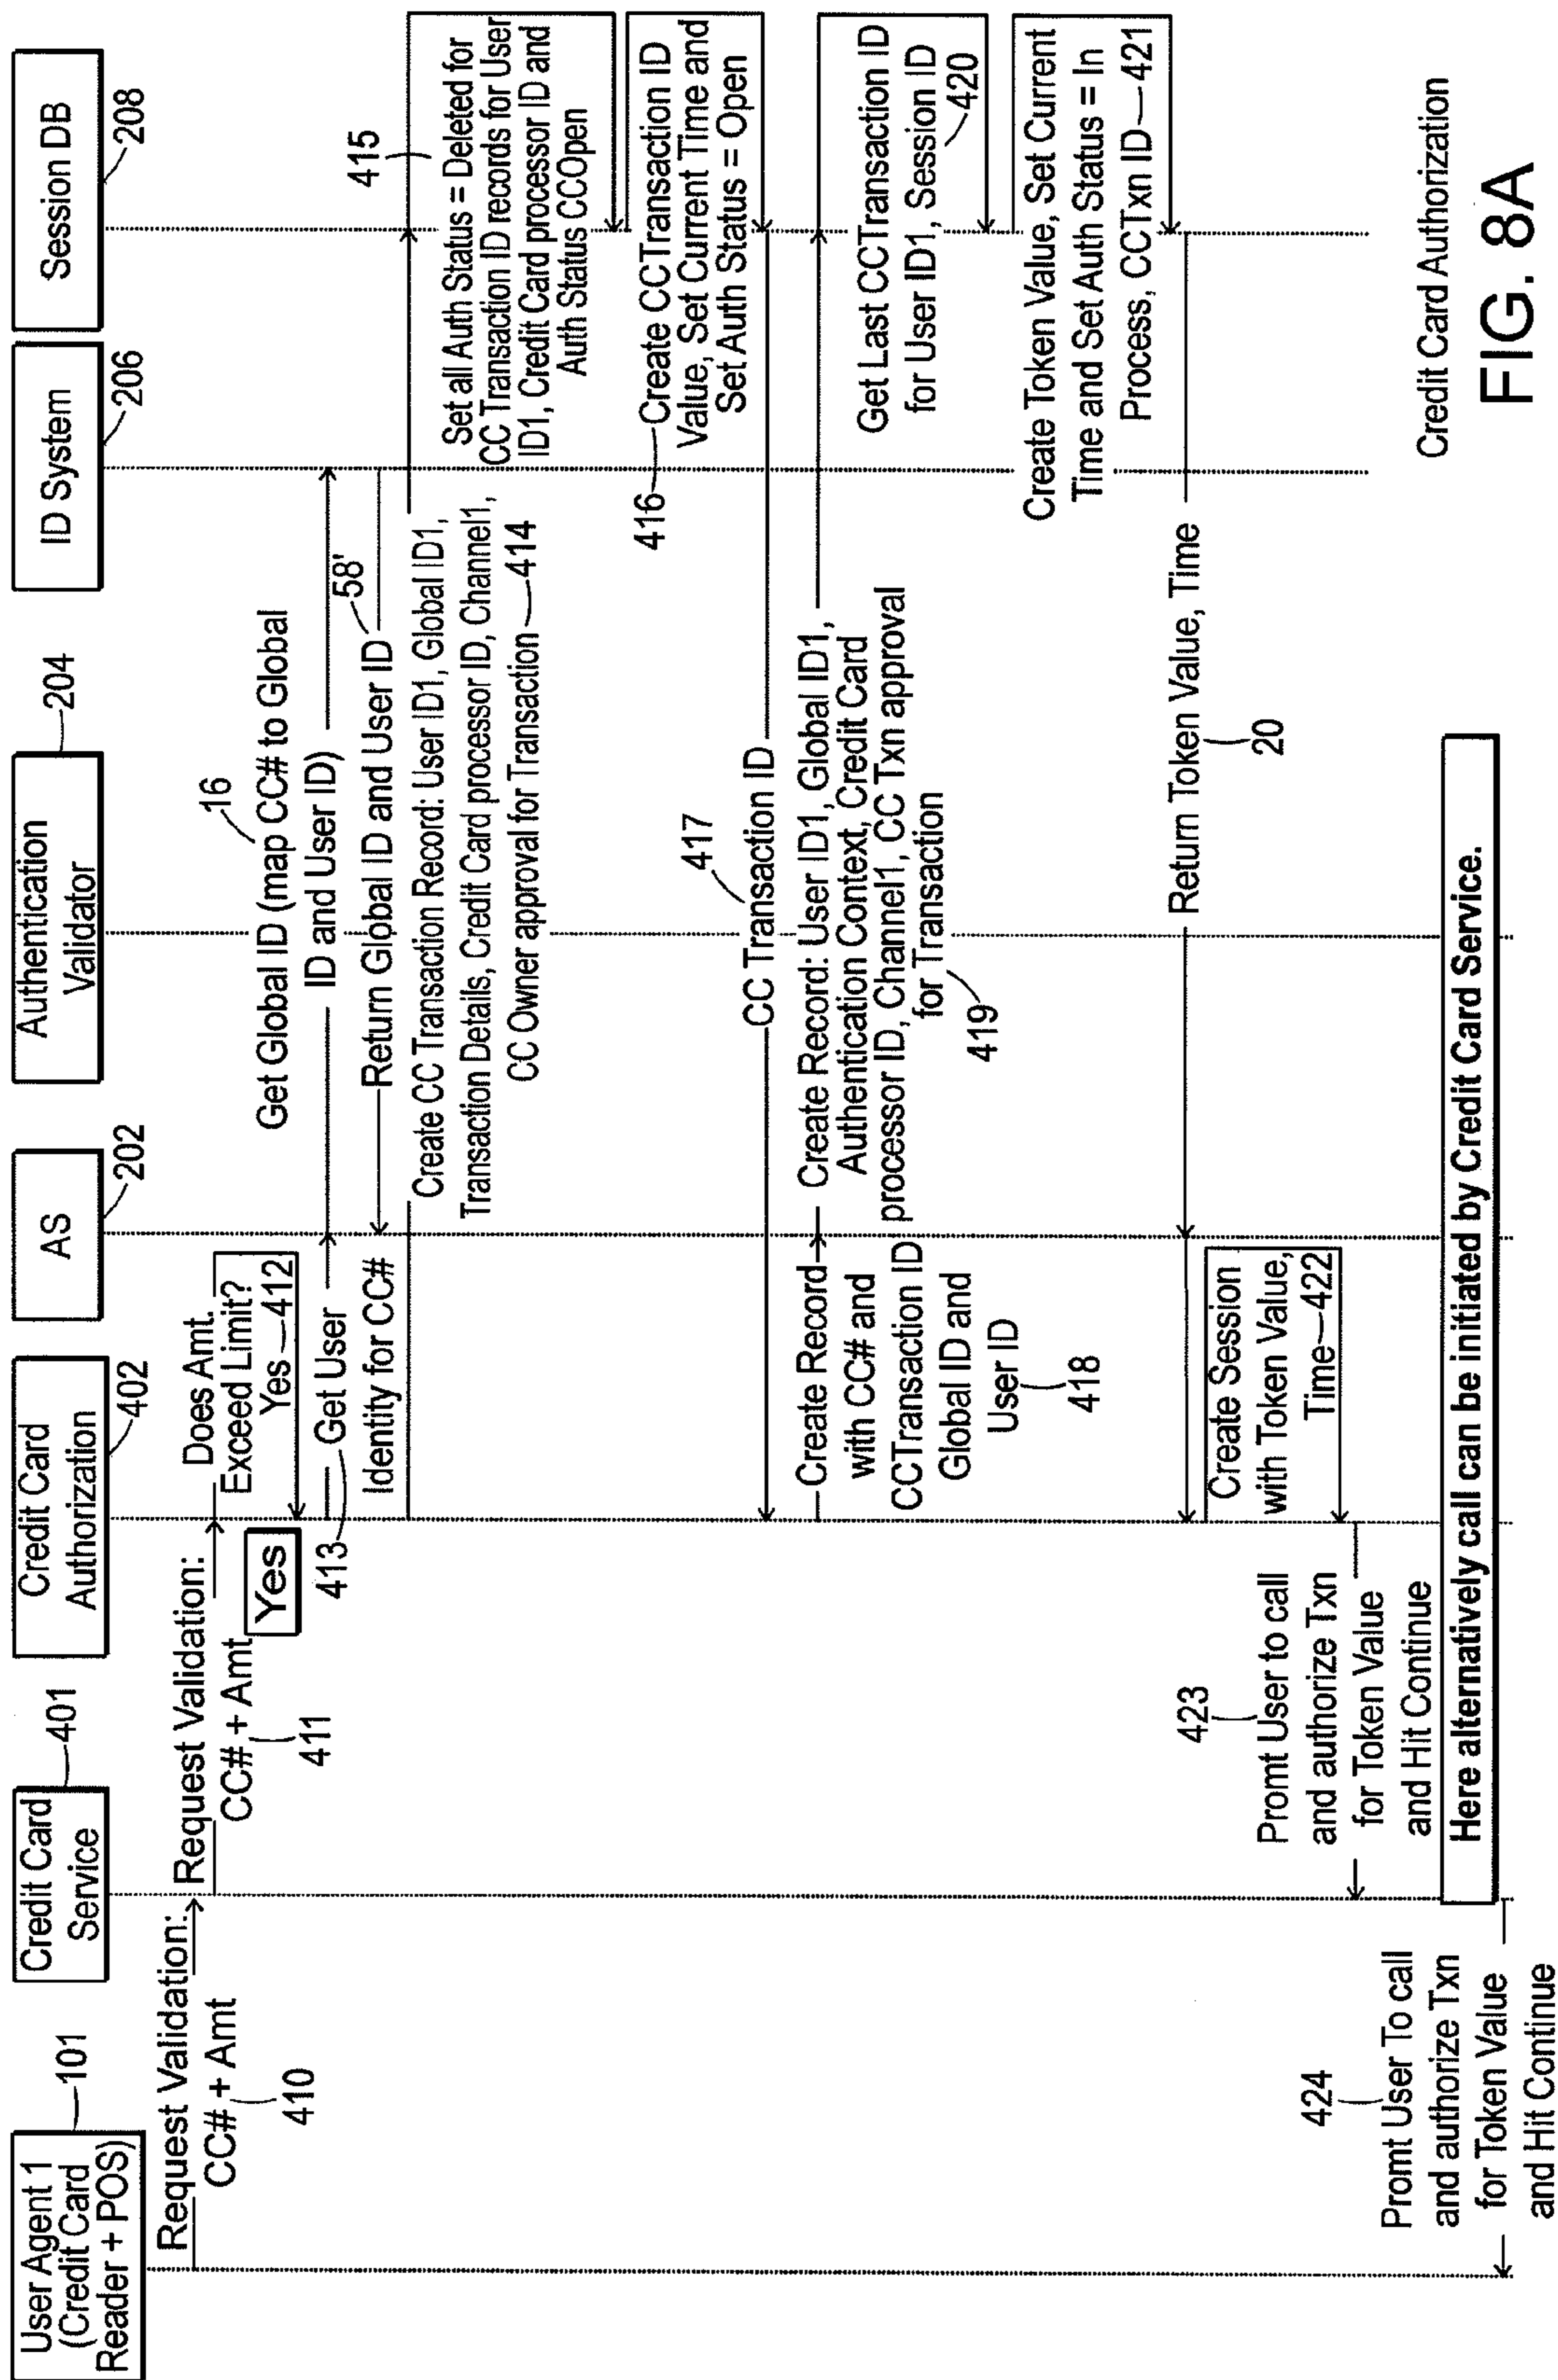 User Agent 1
(Credit Card
Reader + POS)
101
Credit Card
Service
401
Credit Card
Authorization
402
AS
202
Authentication
Validator
204
ID System
206
Session DB
208
Request Validation:
CC# + Amt
410
Request Validation:
CC# + Amt
411
Does Amt.
Exceed Limit?
Yes 412
Yes
Get User
Identity for CC#
413
16
Get Global ID (map CC# to Global
ID and User ID)
Return Global ID and User ID
58'
Create CC Transaction Record: User ID1, Global ID1,
Transaction Details, Credit Card processor ID, Channel1,
CC Owner approval for Transaction 414
415
Set all Auth Status = Deleted for
CC Transaction ID records for User
ID1, Credit Card processor ID and
Auth Status CCOpen
416
Create CCTransaction ID
Value, Set Current Time and
Set Auth Status = Open
417
CC Transaction ID
Create Record
with CC# and
CCTransaction ID
Global ID and
User ID
418
Create Record: User ID1, Global ID1,
Authentication Context, Credit Card
processor ID, Channel1, CC Txn approval
for Transaction
419
Get Last CCTransaction ID
for User ID1, Session ID
420
Create Token Value, Set Current
Time and Set Auth Status = In
Process, CCTxn ID 421
Return Token Value, Time
20
Create Session
with Token Value,
Time 422
423
Promt User to call
and authorize Txn
for Token Value
and Hit Continue
Here alternatively call can be initiated by Credit Card Service.
424
Promt User To call
and authorize Txn
for Token Value
and Hit Continue
Credit Card Authorization
FIG. 8A